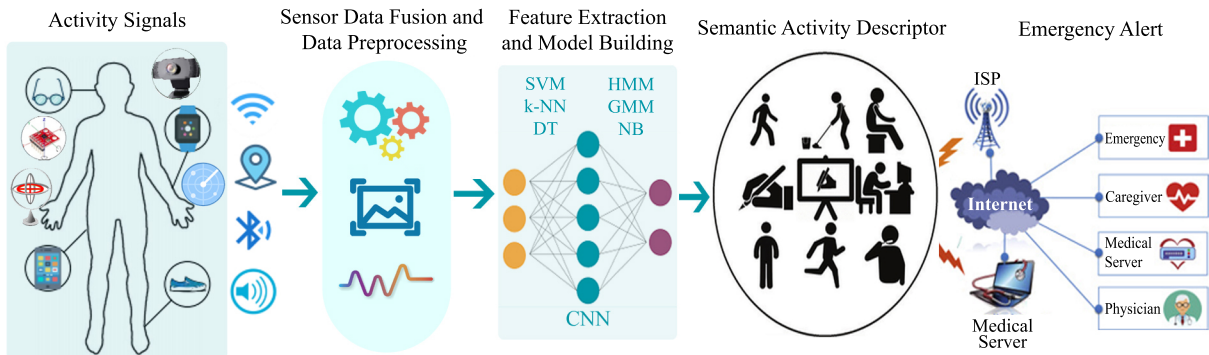 Activity Signals
Sensor Data Fusion and
Data Preprocessing
Feature Extraction
and Model Building
SVM
k-NN
DT
HMM
GMM
NB
CNN
Semantic Activity Descriptor
Emergency Alert
ISP
Internet
Medical
Server
Emergency
Caregiver
Medical
Server
Physician